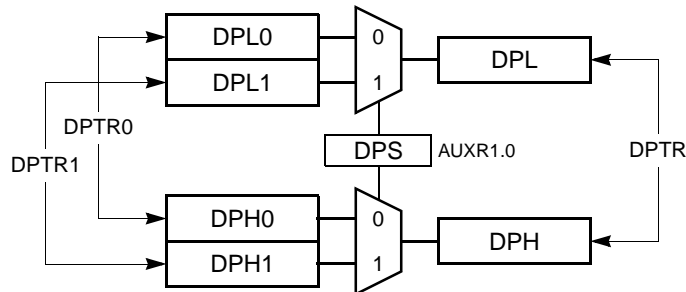 DPL0
0
DPL
DPL1
1
DPTR0
DPS
AUXR1.0
DPTR
DPTR1
DPH0
0
DPH
DPH1
1